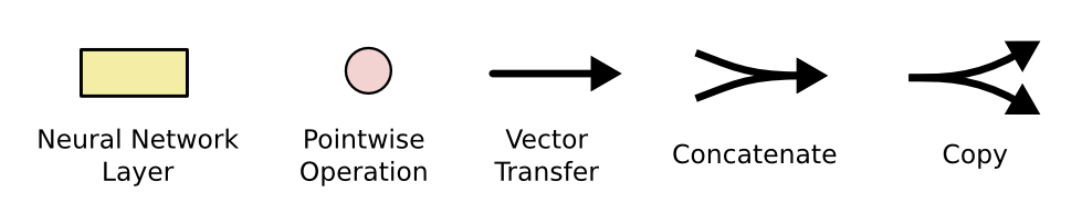 Neural Network
Layer
Pointwise
Operation
Vector
Transfer
Concatenate
Copy